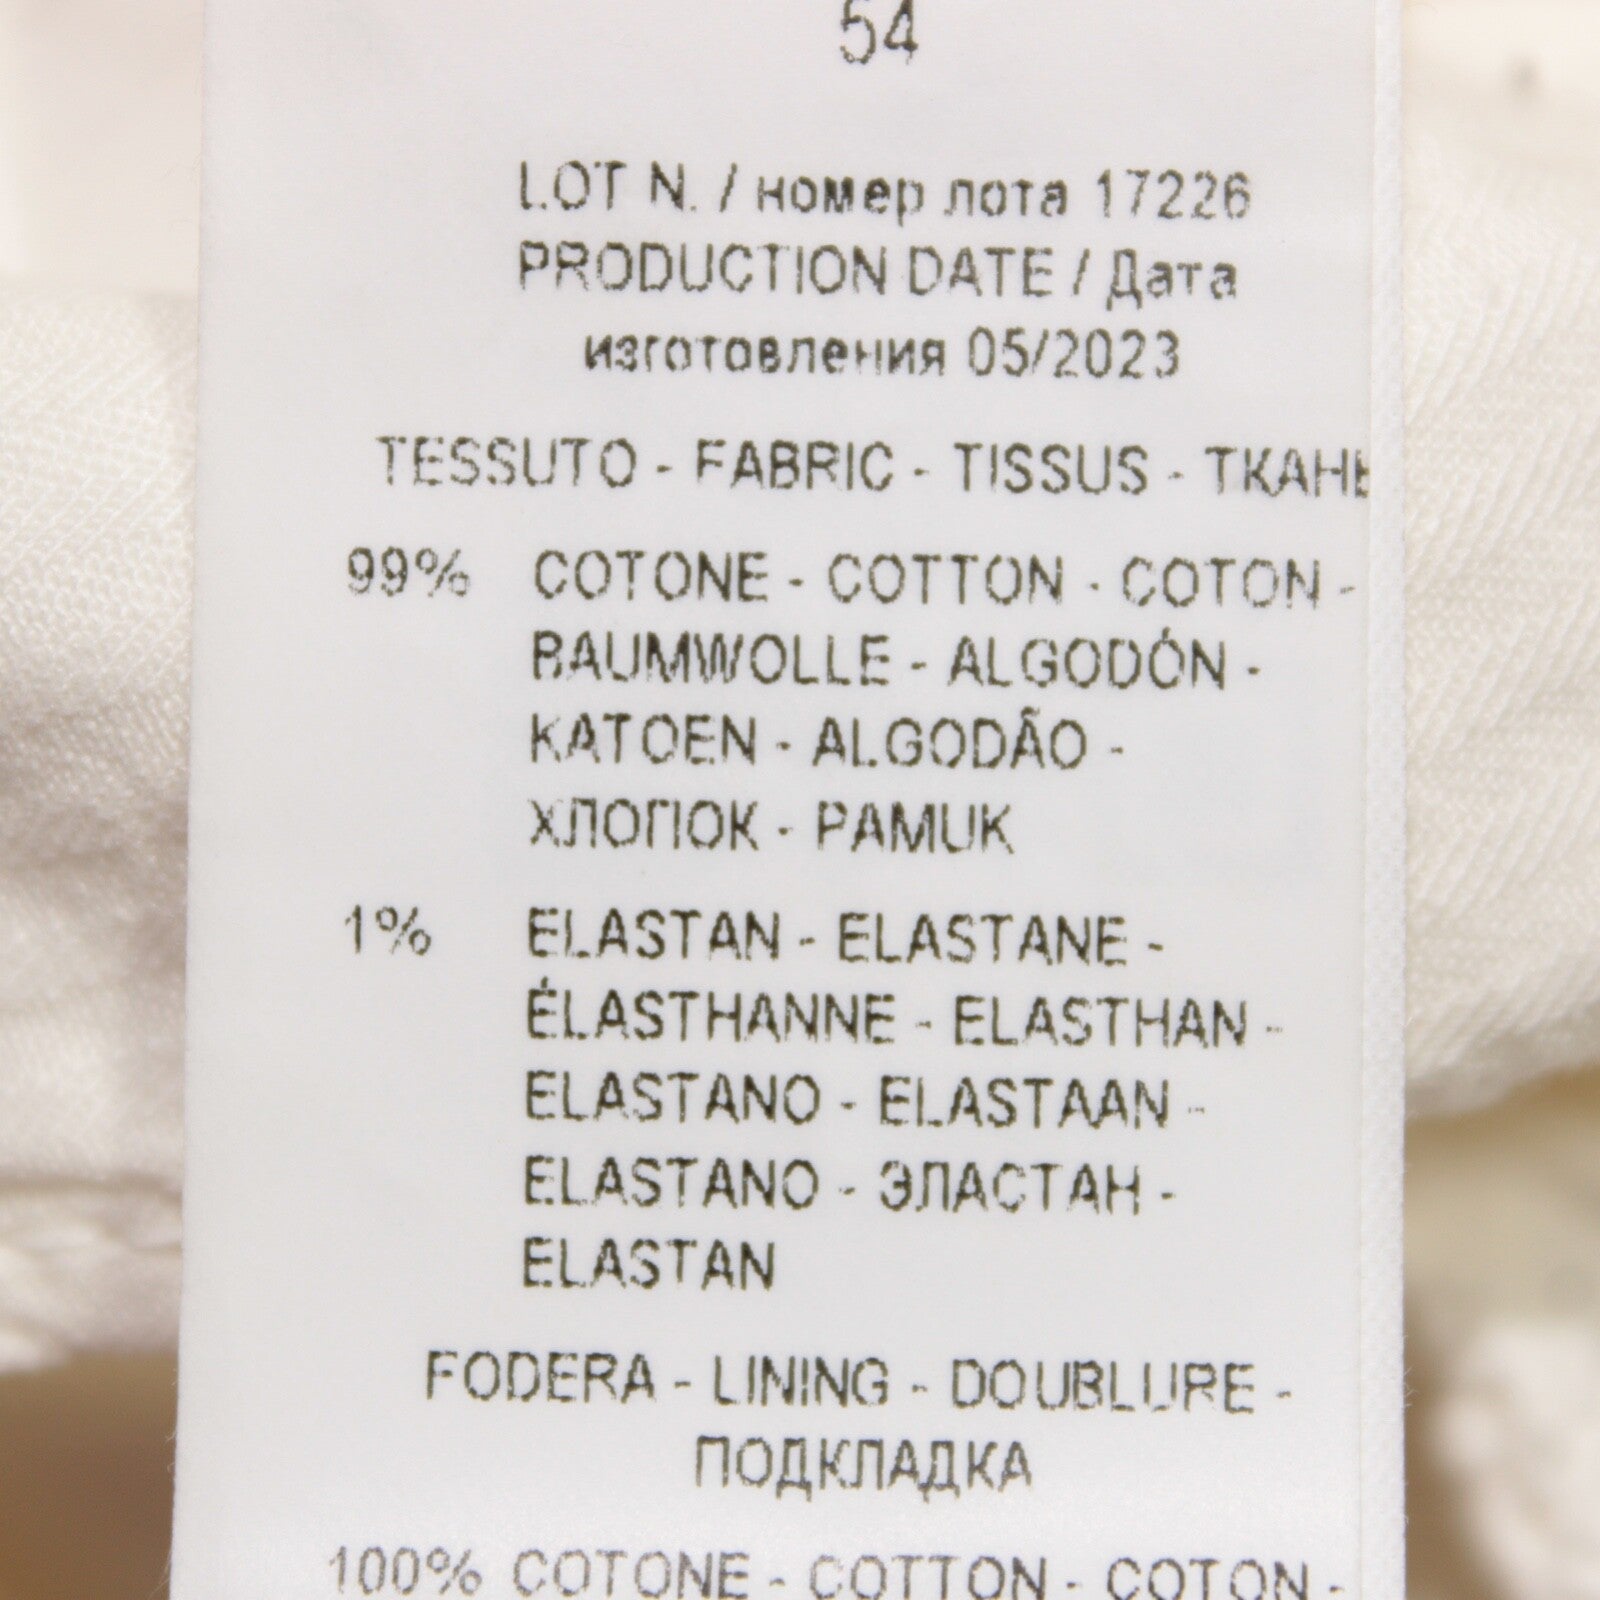 54
LOT N. / номер лота 17226
PRODUCTION DATE / Дата
изготовления 05/2023
TESSUTO - FABRIC - TISSUS - ТКАНЬ
99% COTONE - COTTON - COTON -
BAUMWOLLE - ALGODÓN -
KATOEN - ALGODÃO -
ХЛОПОК - PAMUK
1% ELASTAN - ELASTANE -
ÉLASTHANNE - ELASTHAN -
ELASTANO - ELASTAAN -
ELASTANO - ЭЛАСТАН -
ELASTAN
FODERA - LINING - DOUBLURE -
ПОДКЛАДКА
100% COTONE - COTTON - COTON -